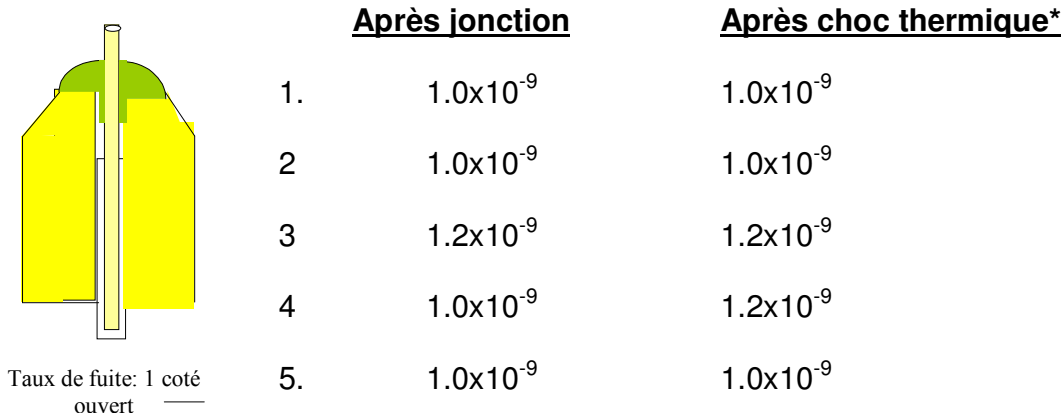 Après jonction Après choc thermique*
1. 1.0x10⁻⁹ 1.0x10⁻⁹
2 1.0x10⁻⁹ 1.0x10⁻⁹
3 1.2x10⁻⁹ 1.2x10⁻⁹
4 1.0x10⁻⁹ 1.2x10⁻⁹
5. 1.0x10⁻⁹ 1.0x10⁻⁹
Taux de fuite: 1 coté
ouvert